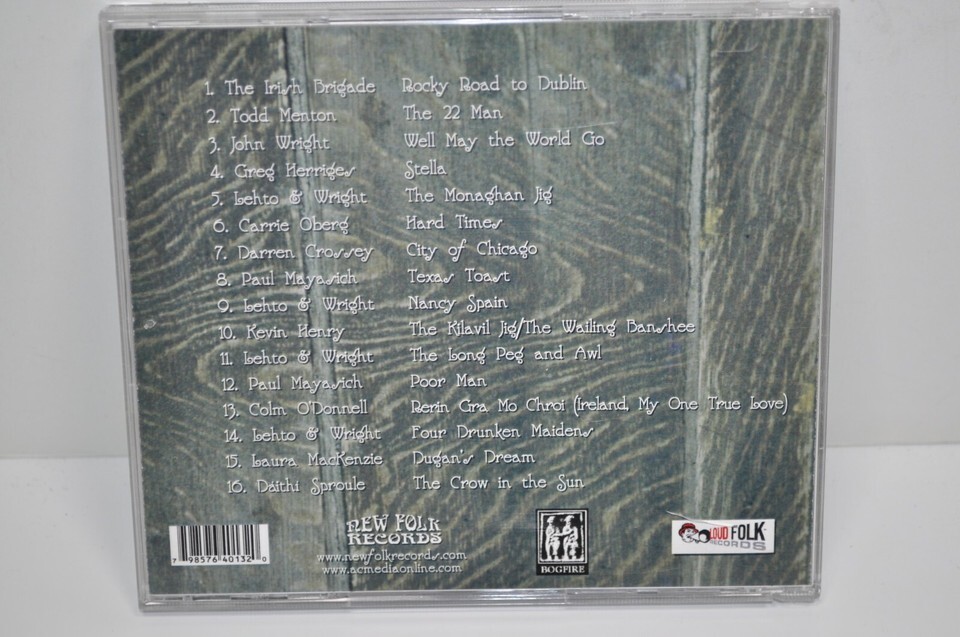 1. The Irish Brigade Rocky Road to Dublin
2. Todd Menton The 22 Man
3. John Wright Well May the World Go
4. Greg Herriges Stella
5. Lehto & Wright The Monaghan Jig
6. Carrie Oberg Hard Times
7. Darren Crossey City of Chicago
8. Paul Mayasich Texas Toast
9. Lehto & Wright Nancy Spain
10. Kevin Henry The Kilavil Jig/The Wailing Banshee
11. Lehto & Wright The Long Peg and Awl
12. Paul Mayasich Poor Man
13. Colm O'Donnell Rerin Gra Mo Chroi (Ireland, My One True Love)
14. Lehto & Wright Four Drunken Maidens
15. Laura MacKenzie Dugan's Dream
16. Dáithí Sproule The Crow in the Sun
NEW FOLK
RECORDS
www.newfolkrecords.com
www.acmediaonline.com
7 98576 40132 0
BOGFIRE
LOUD FOLK
RECORDS